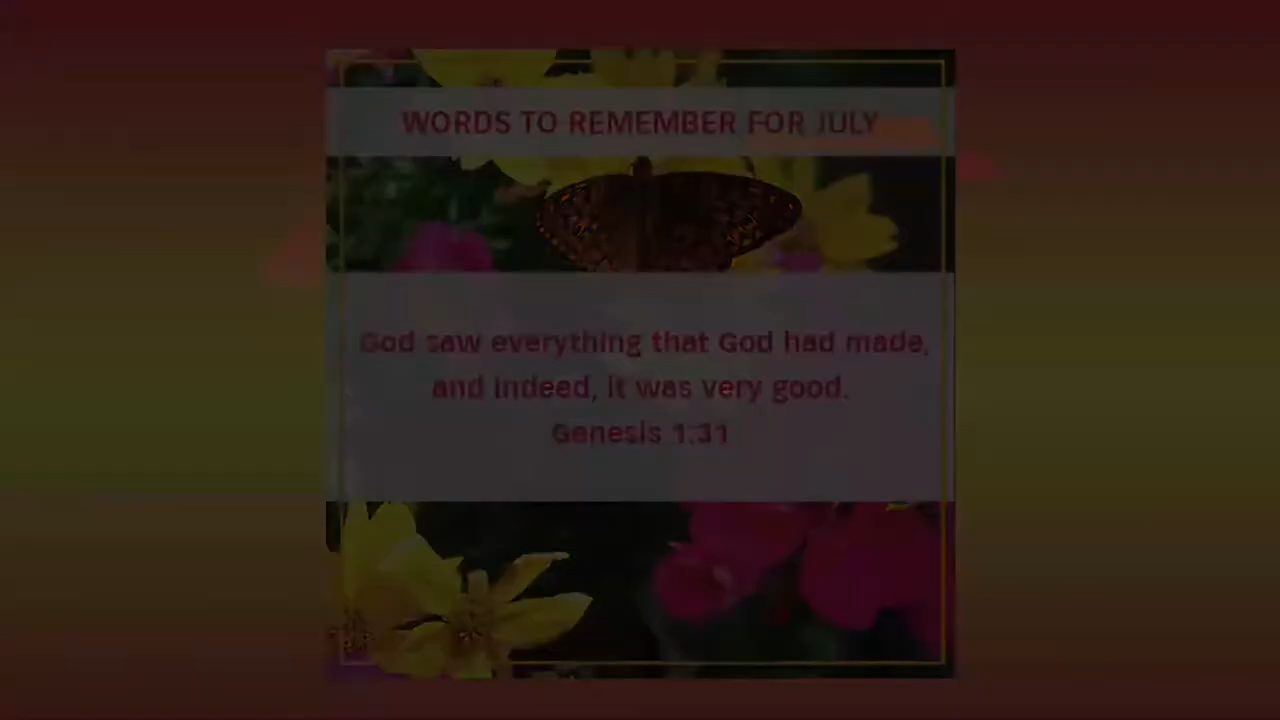 WORDS TO REMEMBER FOR JULY
God saw everything that God had made,
and indeed, it was very good.
Genesis 1:31